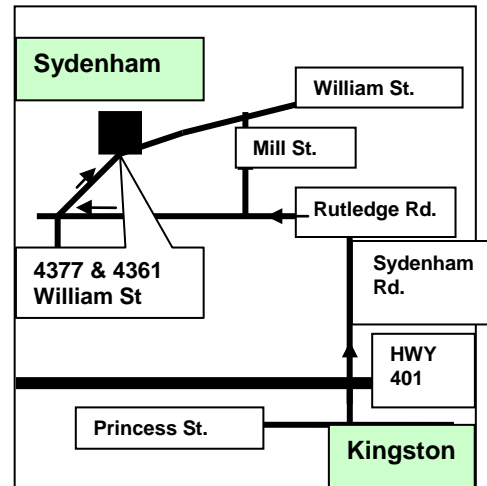 Sydenham
William St.
Mill St.
Rutledge Rd.
4377 & 4361
William St
Sydenham
Rd.
HWY
401
Princess St.
Kingston